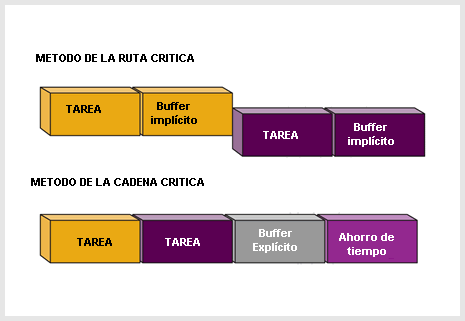 METODO DE LA RUTA CRITICA
TAREA
Buffer
implícito
TAREA
Buffer
implícito
METODO DE LA CADENA CRITICA
TAREA
TAREA
Buffer
Explícito
Ahorro de
tiempo